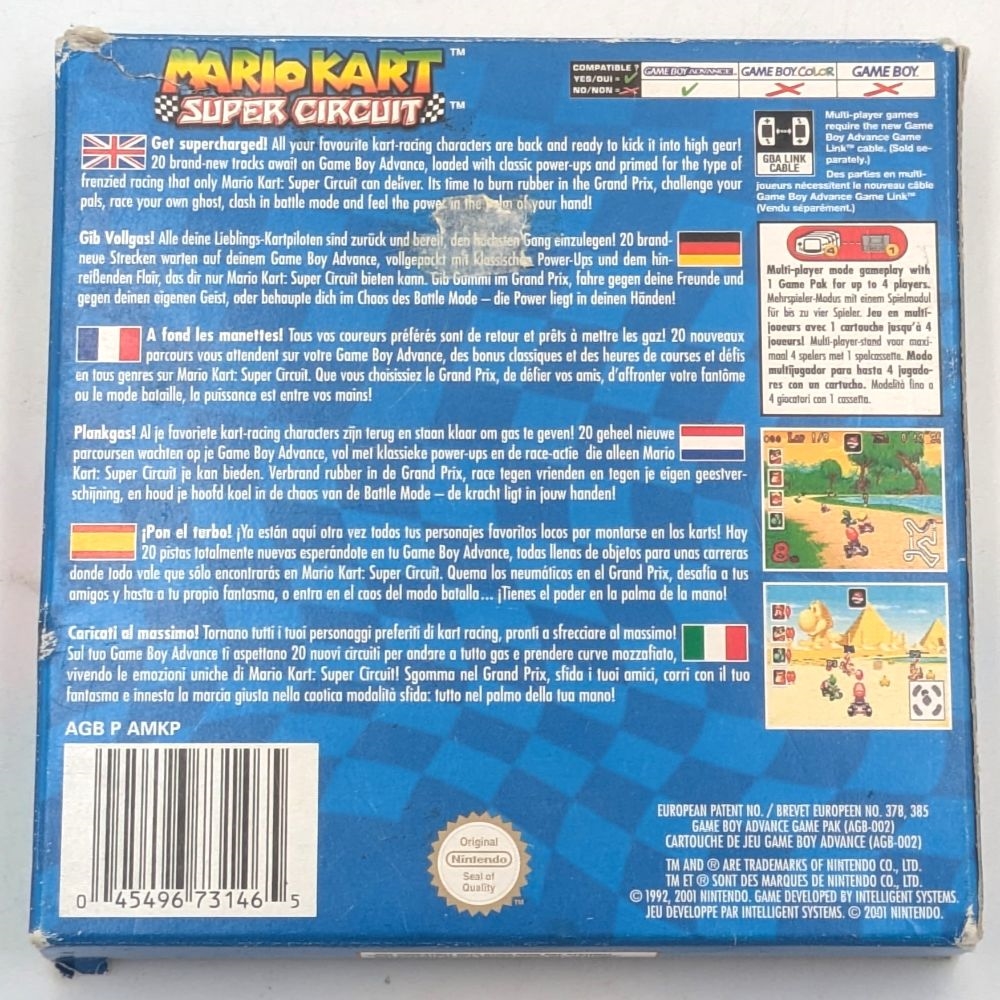 MARIO KART™
SUPER CIRCUIT™
COMPATIBLE ?
YES/OUI =
NO/NON =
GAME BOY ADVANCE
GAME BOY COLOR
GAME BOY
Get supercharged! All your favourite kart-racing characters are back and ready to kick it into high gear!
20 brand-new tracks await on Game Boy Advance, loaded with classic power-ups and primed for the type of
frenzied racing that only Mario Kart: Super Circuit can deliver. Its time to burn rubber in the Grand Prix, challenge your
pals, race your own ghost, clash in battle mode and feel the power in the palm of your hand!
Gib Vollgas! Alle deine Lieblings-Kartpiloten sind zurück und bereit, den höchsten Gang einzulegen! 20 brand-
neue Strecken warten auf deinem Game Boy Advance, vollgepackt mit klassischen Power-Ups und dem hin-
reißenden Flair, das dir nur Mario Kart: Super Circuit bieten kann. Gib Gummi im Grand Prix, fahre gegen deine Freunde und
gegen deinen eigenen Geist, oder behaupte dich im Chaos des Battle Mode – die Power liegt in deinen Händen!
A fond les manettes! Tous vos coureurs préférés sont de retour et prêts à mettre les gaz! 20 nouveaux
parcours vous attendent sur votre Game Boy Advance, des bonus classiques et des heures de courses et défis
en tous genres sur Mario Kart: Super Circuit. Que vous choisissiez le Grand Prix, de défier vos amis, d'affronter votre fantôme
ou le mode bataille, la puissance est entre vos mains!
Plankgas! Al je favoriete kart-racing characters zijn terug en staan klaar om gas te geven! 20 geheel nieuwe
parcoursen wachten op je Game Boy Advance, vol met klassieke power-ups en de race-actie die alleen Mario
Kart: Super Circuit je kan bieden. Verbrand rubber in de Grand Prix, race tegen vrienden en tegen je eigen geestver-
schijning, en houd je hoofd koel in de chaos van de Battle Mode – de kracht ligt in jouw handen!
¡Pon el turbo! ¡Ya están aquí otra vez todos tus personajes favoritos locos por montarse en los karts! Hay
20 pistas totalmente nuevas esperándote en tu Game Boy Advance, todas llenas de objetos para unas carreras
donde todo vale que sólo encontrarás en Mario Kart: Super Circuit. Quema los neumáticos en el Grand Prix, desafía a tus
amigos y hasta a tu propio fantasma, o entra en el caos del modo batalla... ¡Tienes el poder en la palma de la mano!
Caricati al massimo! Tornano tutti i tuoi personaggi preferiti di kart racing, pronti a sfrecciare al massimo!
Sul tuo Game Boy Advance ti aspettano 20 nuovi circuiti per andare a tutto gas e prendere curve mozzafiato,
vivendo le emozioni uniche di Mario Kart: Super Circuit! Sgomma nel Grand Prix, sfida i tuoi amici, corri con il tuo
fantasma e innesta la marcia giusta nella caotica modalità sfida: tutto nel palmo della tua mano!
GBA LINK
CABLE
Multi-player games
require the new Game
Boy Advance Game
Link™ cable. (Sold se-
parately.)
Des parties en multi-
joueurs nécessitent le nouveau câble
Game Boy Advance Game Link™
(Vendu séparément.)
4
1
Multi-player mode gameplay with
1 Game Pak for up to 4 players.
Mehrspieler-Modus mit einem Spielmodul
für bis zu vier Spieler. Jeu en multi-
joueurs avec 1 cartouche jusqu'à 4
joueurs! Multi-player-stand voor maxi-
maal 4 spelers met 1 spelcassette. Modo
multijugador para hasta 4 jugado-
res con un cartucho. Modalità fino a
4 giocatori con 1 cassetta.
8.
AGB P AMKP
0 45496 73146 5
Original
Nintendo
Seal of
Quality
™
EUROPEAN PATENT NO. / BREVET EUROPEEN NO. 378, 385
GAME BOY ADVANCE GAME PAK (AGB-002)
CARTOUCHE DE JEU GAME BOY ADVANCE (AGB-002)
TM AND ® ARE TRADEMARKS OF NINTENDO CO., LTD.
TM ET ® SONT DES MARQUES DE NINTENDO CO., LTD.
© 1992, 2001 NINTENDO. GAME DEVELOPED BY INTELLIGENT SYSTEMS.
JEU DEVELOPPE PAR INTELLIGENT SYSTEMS. © 2001 NINTENDO.